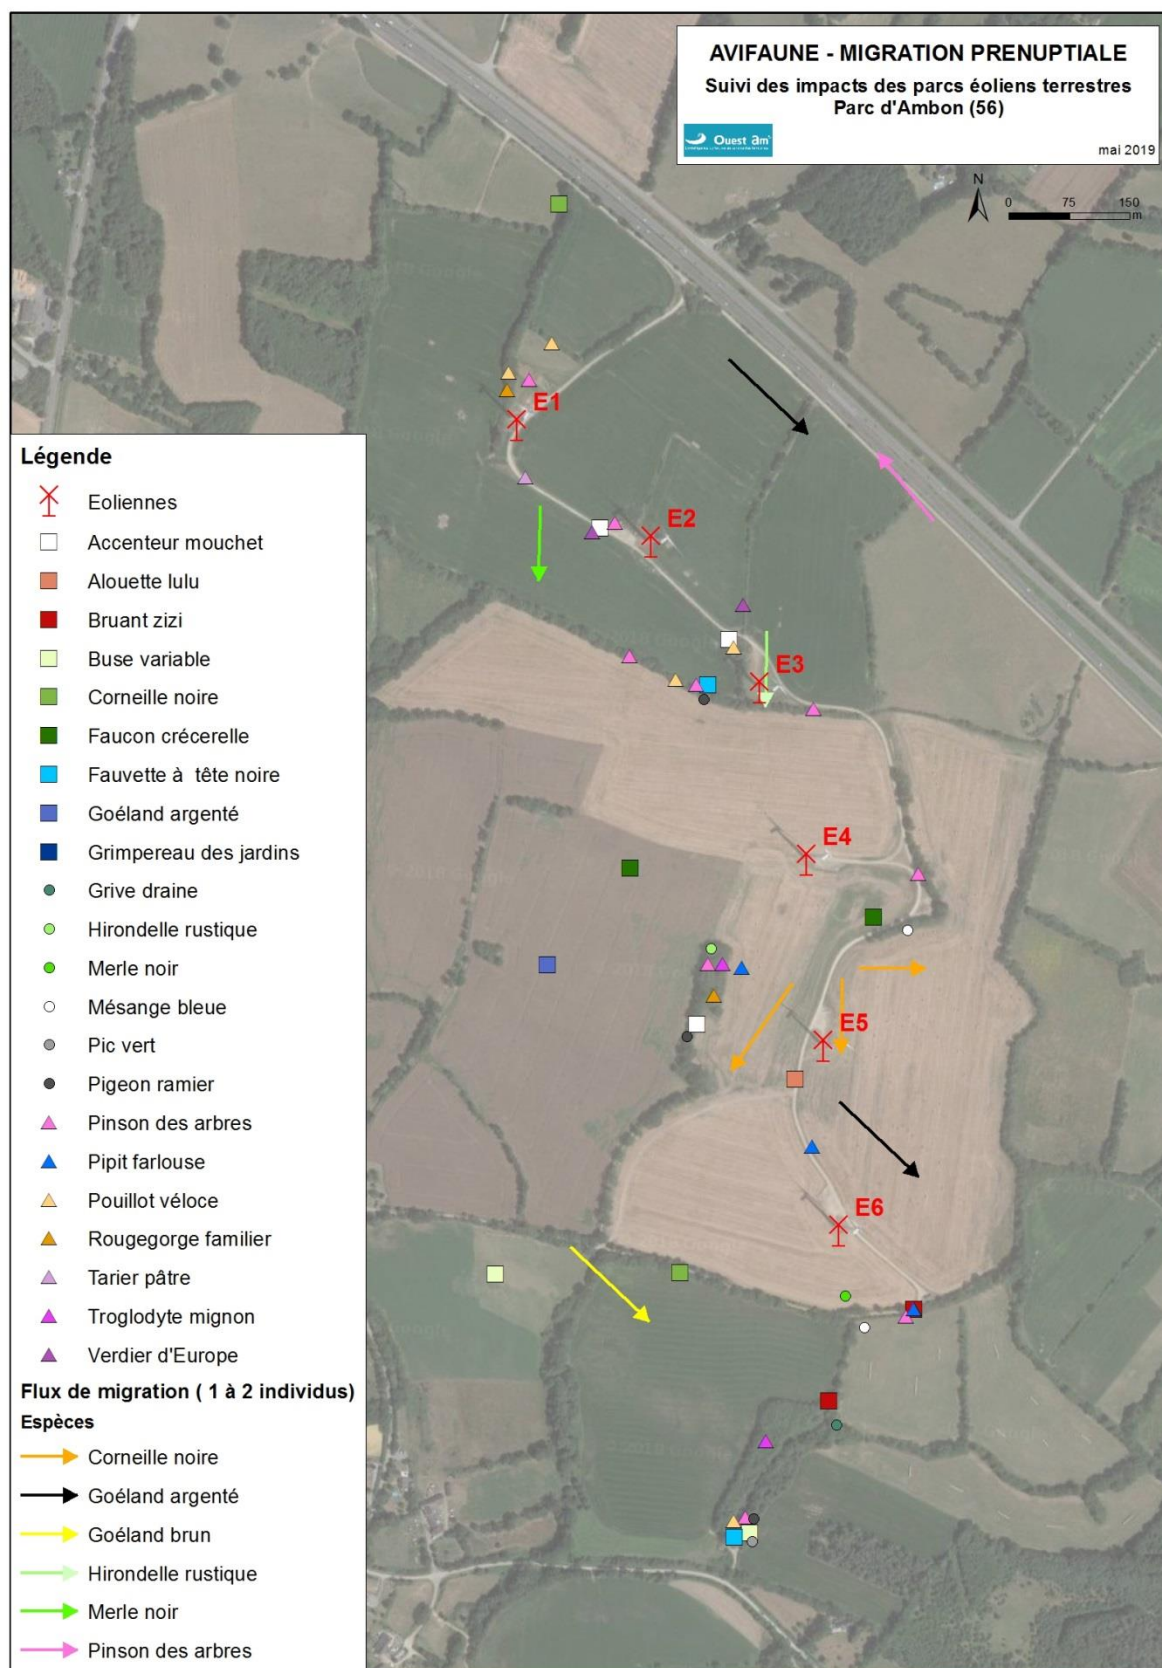 AVIFAUNE - MIGRATION PRENUPTIALE
Suivi des impacts des parcs éoliens terrestres
Parc d'Ambon (56)
Ouest am'
mai 2019
N
0 75 150
m
E1
E2
E3
E4
E5
E6
Légende
Eoliennes
Accenteur mouchet
Alouette lulu
Bruant zizi
Buse variable
Corneille noire
Faucon crécerelle
Fauvette à tête noire
Goéland argenté
Grimpereau des jardins
Grive draine
Hirondelle rustique
Merle noir
Mésange bleue
Pic vert
Pigeon ramier
Pinson des arbres
Pipit farlouse
Pouillot véloce
Rougegorge familier
Tarier pâtre
Troglodyte mignon
Verdier d'Europe
Flux de migration ( 1 à 2 individus)
Espèces
Corneille noire
Goéland argenté
Goéland brun
Hirondelle rustique
Merle noir
Pinson des arbres